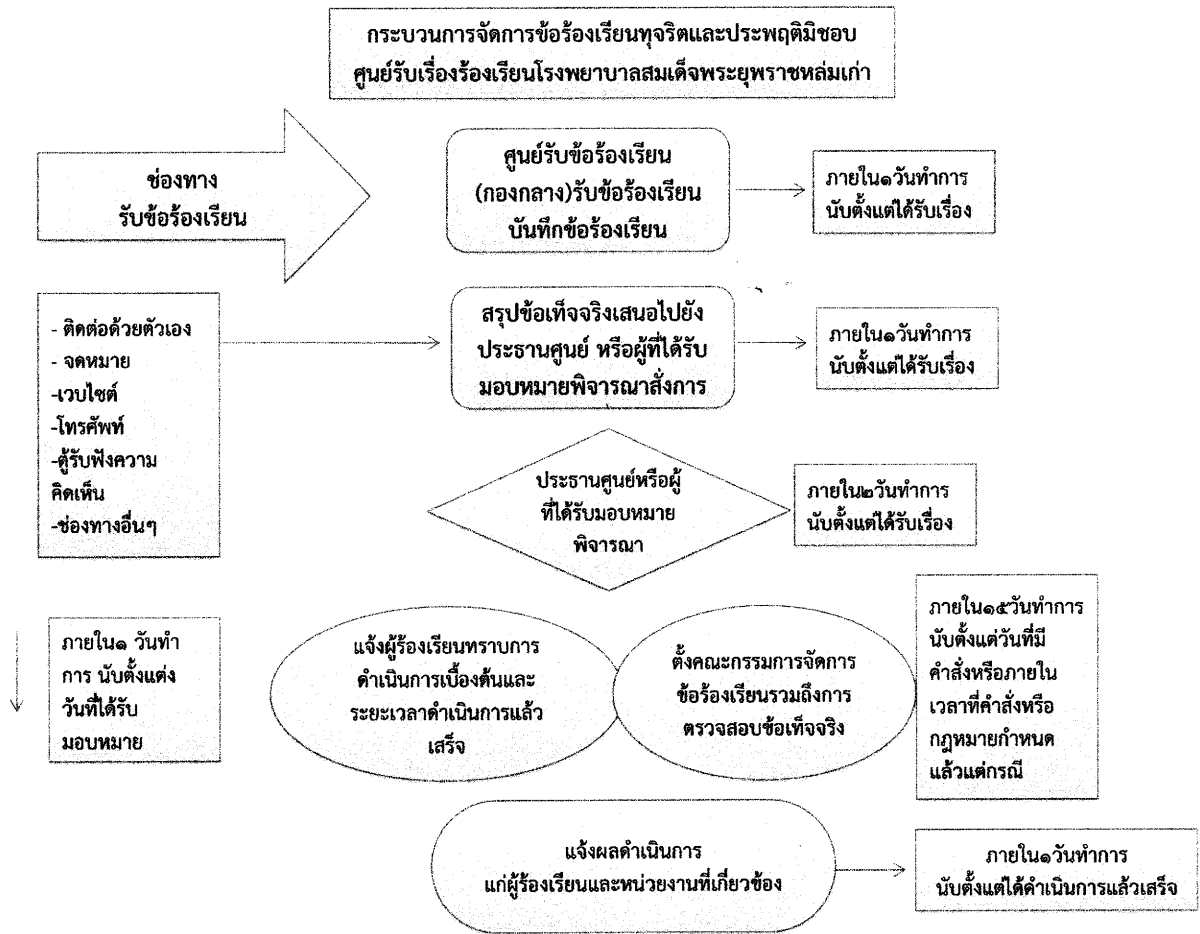 กระบวนการจัดการข้อร้องเรียนทุจริตและประพฤติมิชอบ
ศูนย์รับเรื่องร้องเรียนโรงพยาบาลสมเด็จพระยุพราชหล่มเก่า
ช่องทาง
รับข้อร้องเรียน
ศูนย์รับข้อร้องเรียน
(กองกลาง)รับข้อร้องเรียน
บันทึกข้อร้องเรียน
ภายใน๑วันทำการ
นับตั้งแต่ได้รับเรื่อง
- ติดต่อด้วยตัวเอง
- จดหมาย
-เวบไซต์
-โทรศัพท์
-ตู้รับฟังความ
คิดเห็น
-ช่องทางอื่นๆ
สรุปข้อเท็จจริงเสนอไปยัง
ประธานศูนย์ หรือผู้ที่ได้รับ
มอบหมายพิจารณาสั่งการ
ภายใน๑วันทำการ
นับตั้งแต่ได้รับเรื่อง
ประธานศูนย์หรือผู้
ที่ได้รับมอบหมาย
พิจารณา
ภายใน๒วันทำการ
นับตั้งแต่ได้รับเรื่อง
ภายใน๑ วันทำ
การ นับตั้งแต่ง
วันที่ได้รับ
มอบหมาย
แจ้งผู้ร้องเรียนทราบการ
ดำเนินการเบื้องต้นและ
ระยะเวลาดำเนินการแล้ว
เสร็จ
ตั้งคณะกรรมการจัดการ
ข้อร้องเรียนรวมถึงการ
ตรวจสอบข้อเท็จจริง
ภายใน๑๕วันทำการ
นับตั้งแต่วันที่มี
คำสั่งหรือภายใน
เวลาที่คำสั่งหรือ
กฎหมายกำหนด
แล้วแต่กรณี
แจ้งผลดำเนินการ
แก่ผู้ร้องเรียนและหน่วยงานที่เกี่ยวข้อง
ภายใน๑วันทำการ
นับตั้งแต่ได้ดำเนินการแล้วเสร็จ